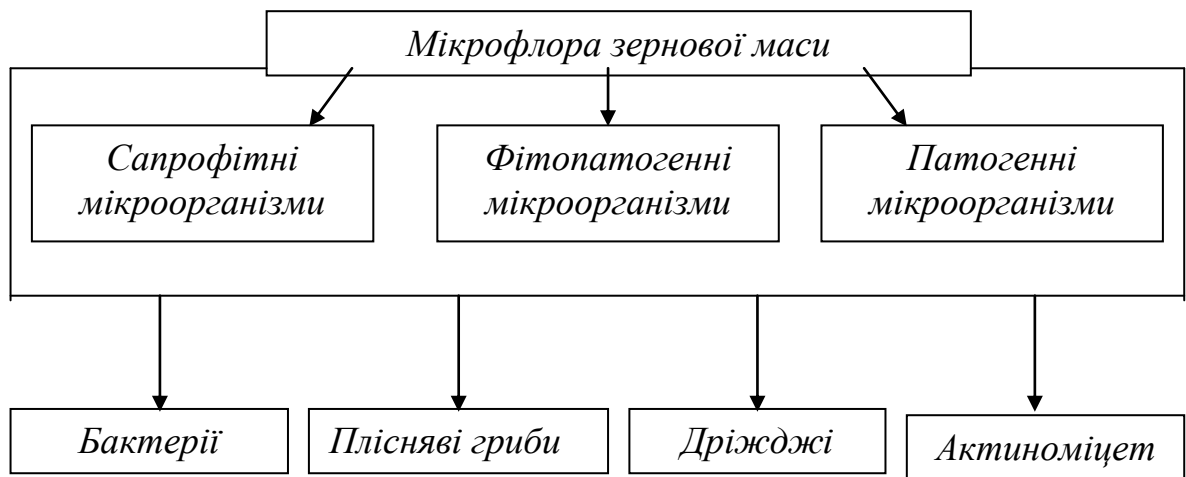 Мікрофлора зернової маси
Сапрофітні
мікроорганізми
Фітопатогенні
мікроорганізми
Патогенні
мікроорганізми
Бактерії
Плісняві гриби
Дріжджі
Актиноміцет